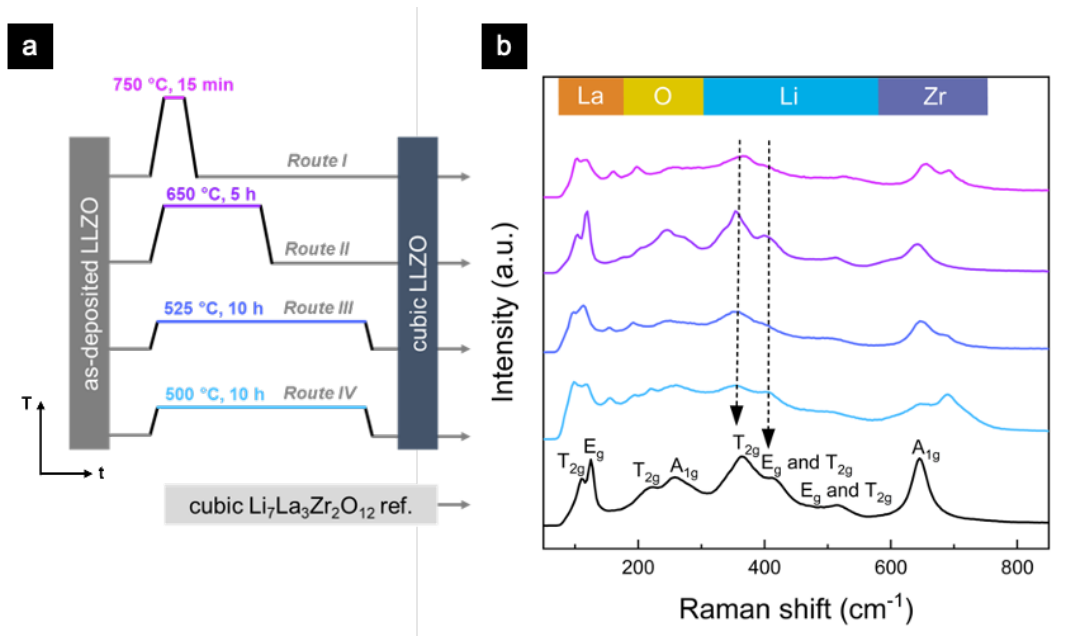 a
750 °C, 15 min
Route I
650 °C, 5 h
Route II
525 °C, 10 h
Route III
500 °C, 10 h
Route IV
as-deposited LLZO
cubic LLZO
T
t
cubic Li₇La₃Zr₂O₁₂ ref.
b
La
O
Li
Zr
T₂g
Eg
T₂g
A₁g
T₂g
Eg and T₂g
Eg and T₂g
A₁g
Intensity (a.u.)
200
400
600
800
Raman shift (cm⁻¹)